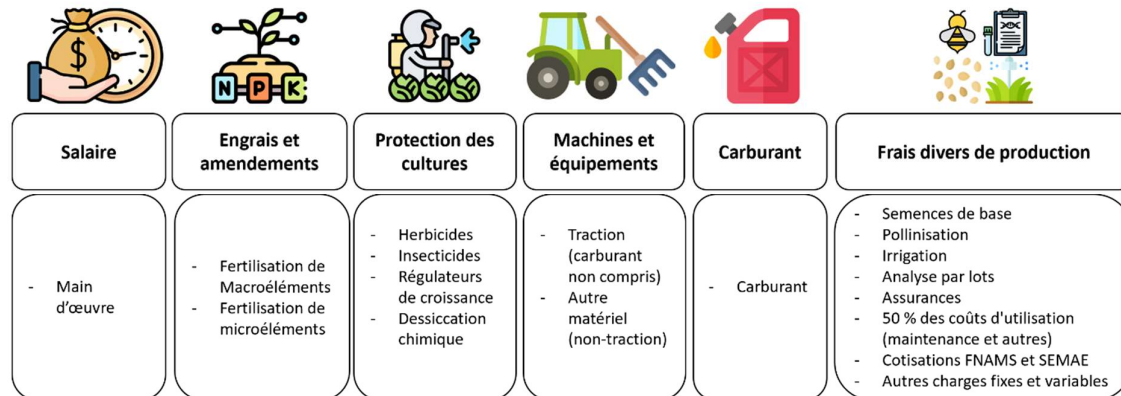 $
N P K
Salaire
Engrais et
amendements
Protection des
cultures
Machines et
équipements
Carburant
Frais divers de production
- Main
d'œuvre
- Fertilisation de
Macroéléments
- Fertilisation de
microéléments
- Herbicides
- Insecticides
- Régulateurs
de croissance
- Dessiccation
chimique
- Traction
(carburant
non compris)
- Autre
matériel
(non-traction)
- Carburant
- Semences de base
- Pollinisation
- Irrigation
- Analyse par lots
- Assurances
- 50 % des coûts d'utilisation
(maintenance et autres)
- Cotisations FNAMS et SEMAE
- Autres charges fixes et variables